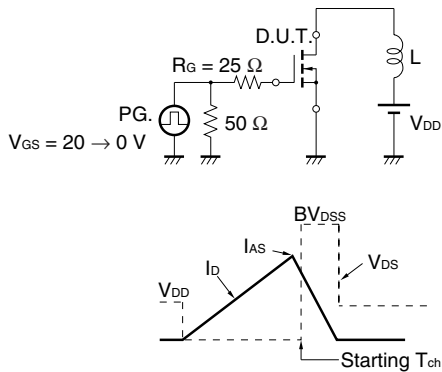 D.U.T.
RG = 25 Ω
L
PG.
50 Ω
VDD
VGS = 20 → 0 V
BVDSS
IAS
ID
VDS
VDD
Starting Tch